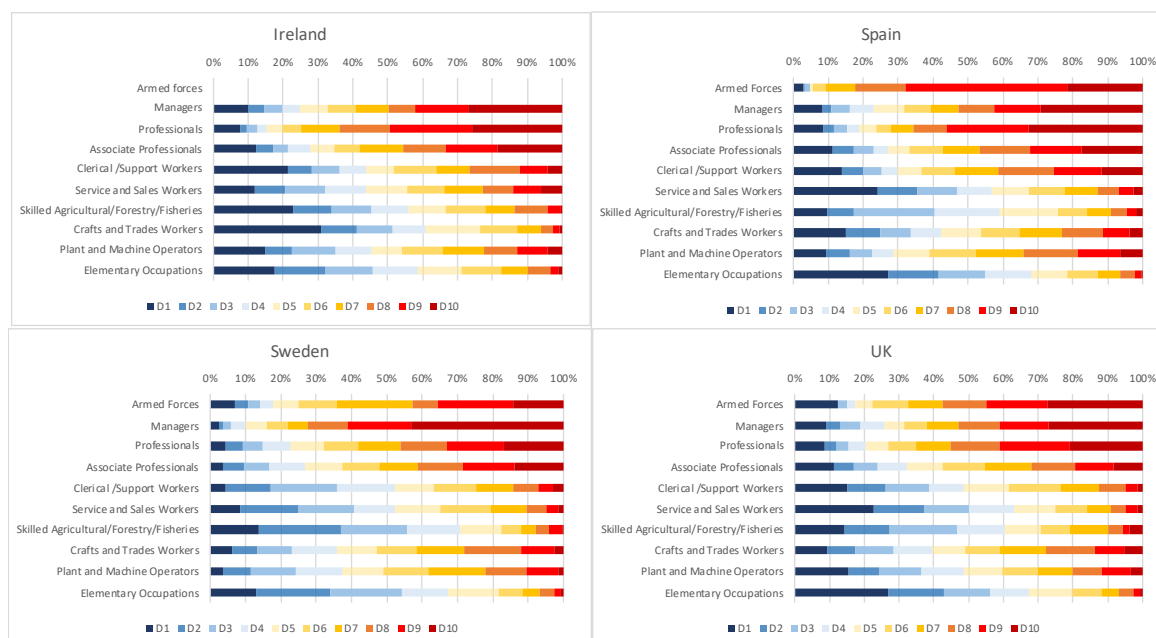 Ireland
0% 10% 20% 30% 40% 50% 60% 70% 80% 90% 100%
Armed forces
Managers
Professionals
Associate Professionals
Clerical /Support Workers
Service and Sales Workers
Skilled Agricultural/Forestry/Fisheries
Crafts and Trades Workers
Plant and Machine Operators
Elementary Occupations
D1 D2 D3 D4 D5 D6 D7 D8 D9 D10
Spain
0% 10% 20% 30% 40% 50% 60% 70% 80% 90% 100%
Armed Forces
Managers
Professionals
Associate Professionals
Clerical /Support Workers
Service and Sales Workers
Skilled Agricultural/Forestry/Fisheries
Crafts and Trades Workers
Plant and Machine Operators
Elementary Occupations
D1 D2 D3 D4 D5 D6 D7 D8 D9 D10
Sweden
0% 10% 20% 30% 40% 50% 60% 70% 80% 90% 100%
Armed Forces
Managers
Professionals
Associate Professionals
Clerical /Support Workers
Service and Sales Workers
Skilled Agricultural/Forestry/Fisheries
Crafts and Trades Workers
Plant and Machine Operators
Elementary Occupations
D1 D2 D3 D4 D5 D6 D7 D8 D9 D10
UK
0% 10% 20% 30% 40% 50% 60% 70% 80% 90% 100%
Armed Forces
Managers
Professionals
Associate Professionals
Clerical /Support Workers
Service and Sales Workers
Skilled Agricultural/Forestry/Fisheries
Crafts and Trades Workers
Plant and Machine Operators
Elementary Occupations
D1 D2 D3 D4 D5 D6 D7 D8 D9 D10